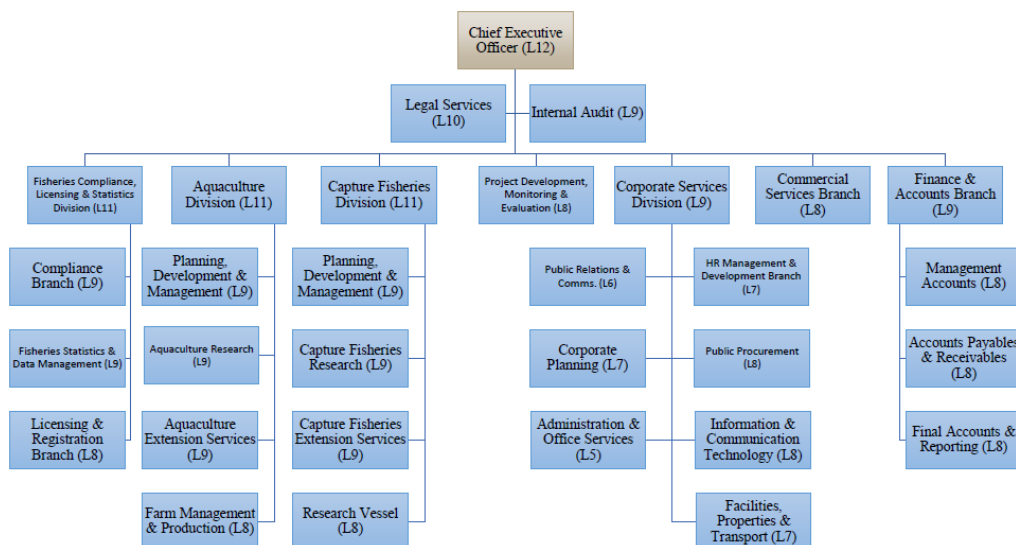 Chief Executive
Officer (L12)
Legal Services
(L10)
Internal Audit (L9)
Fisheries Compliance,
Licensing & Statistics
Division (L11)
Aquaculture
Division (L11)
Capture Fisheries
Division (L11)
Project Development,
Monitoring &
Evaluation (L8)
Corporate Services
Division (L9)
Commercial
Services Branch
(L8)
Finance &
Accounts Branch
(L9)
Compliance
Branch (L9)
Planning,
Development &
Management (L9)
Planning,
Development &
Management (L9)
Public Relations &
Comms. (L6)
HR Management &
Development Branch
(L7)
Management
Accounts (L8)
Fisheries Statistics &
Data Management (L9)
Aquaculture Research
(L9)
Capture Fisheries
Research (L9)
Corporate
Planning (L7)
Public Procurement
(L8)
Accounts Payables
& Receivables
(L8)
Licensing &
Registration
Branch (L8)
Aquaculture
Extension Services
(L9)
Capture Fisheries
Extension Services
(L9)
Administration &
Office Services
(L5)
Information &
Communication
Technology (L8)
Final Accounts &
Reporting (L8)
Farm Management
& Production (L8)
Research Vessel
(L8)
Facilities,
Properties &
Transport (L7)